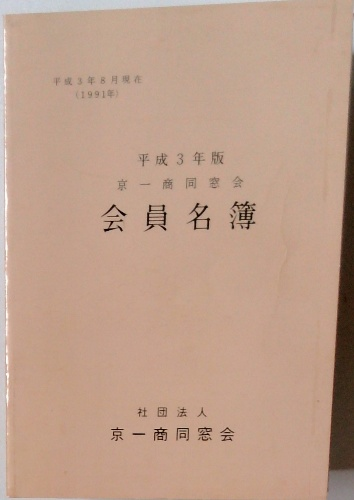 平成3年8月現在
(1991年)
平成3年版
京一商同窓会
会員名簿
社団法人
京一商同窓会